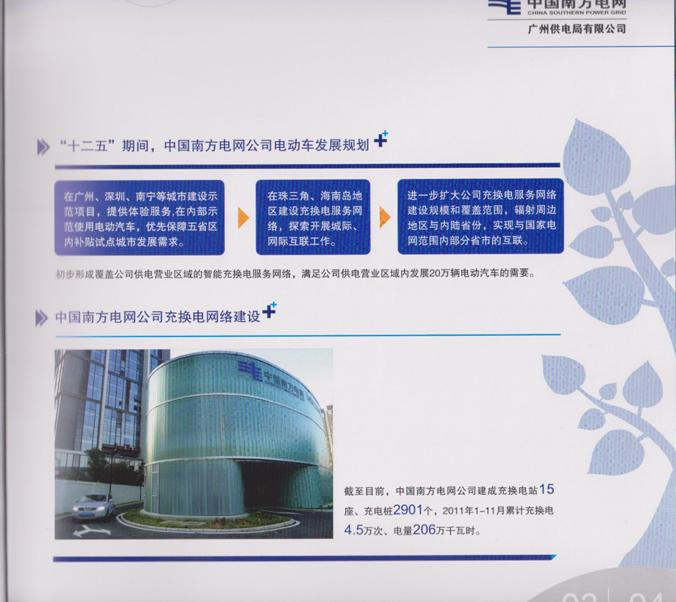 中国南方电网
CHINA SOUTHERN POWER GRID
广州供电局有限公司
“十二五”期间，中国南方电网公司电动车发展规划
在广州、深圳、南宁等城市建设示
范项目，提供体验服务,在内部示
范使用电动汽车，优先保障五省区
内补贴试点城市发展需求。
在珠三角、海南岛地
区建设充换电服务网
络，探索开展城际、
网际互联工作。
进一步扩大公司充换电服务网络
建设规模和覆盖范围，辐射周边
地区与内陆省份，实现与国家电
网范围内部分省市的互联。
初步形成覆盖公司供电营业区域的智能充换电服务网络，满足公司供电营业区域内发展20万辆电动汽车的需要。
中国南方电网公司充换电网络建设
中国南方电网
截至目前，中国南方电网公司建成充换电站15
座、充电桩2901个，2011年1-11月累计充换电
4.5万次、电量206万千瓦时。
03 04